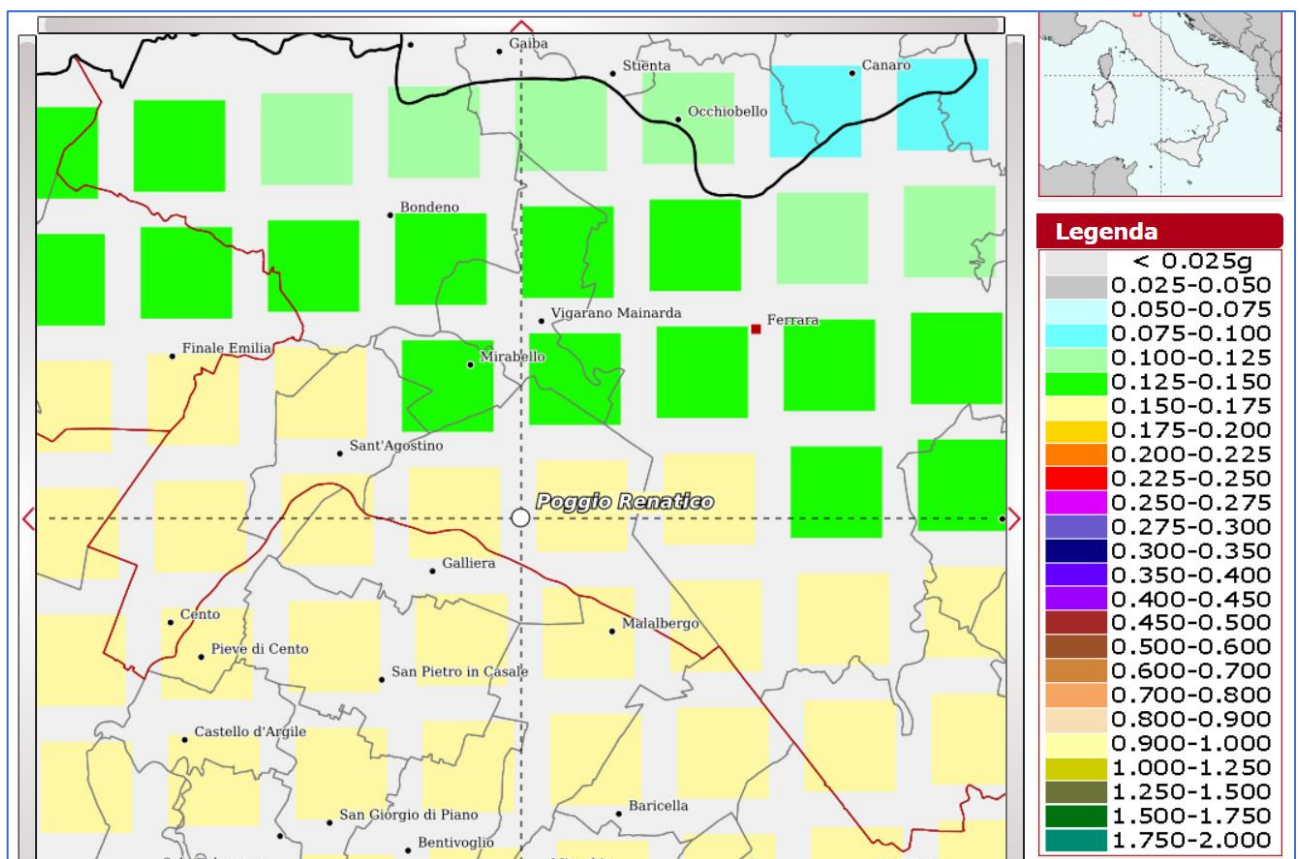 Gaiba
Stienta
Canaro
Occhiobello
Bondeno
Vigarano Mainarda
Ferrara
Finale Emilia
Mirabello
Sant'Agostino
Poggio Renatico
Galliera
Cento
Malalbergo
Pieve di Cento
San Pietro in Casale
Castello d'Argile
Baricella
San Giorgio di Piano
Bentivoglio
Legenda
< 0.025g
0.025-0.050
0.050-0.075
0.075-0.100
0.100-0.125
0.125-0.150
0.150-0.175
0.175-0.200
0.200-0.225
0.225-0.250
0.250-0.275
0.275-0.300
0.300-0.350
0.350-0.400
0.400-0.450
0.450-0.500
0.500-0.600
0.600-0.700
0.700-0.800
0.800-0.900
0.900-1.000
1.000-1.250
1.250-1.500
1.500-1.750
1.750-2.000